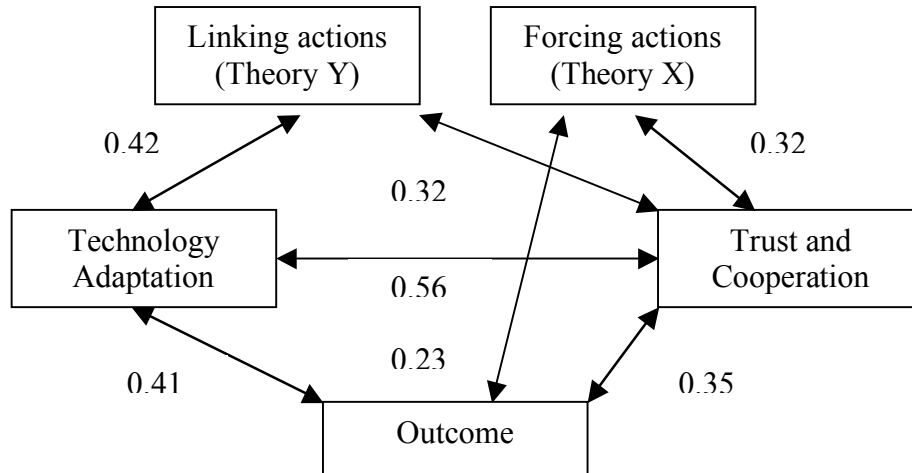 Linking actions
(Theory Y)
Forcing actions
(Theory X)
0.42
0.32
0.32
Technology
Adaptation
Trust and
Cooperation
0.56
0.41
0.23
0.35
Outcome